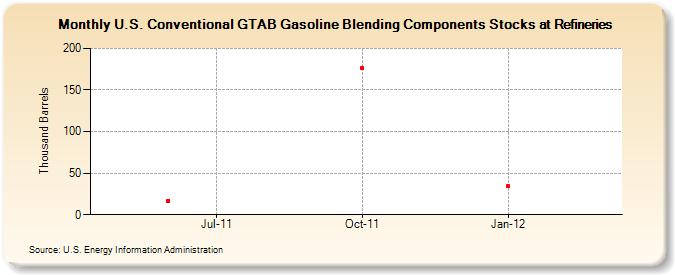 Monthly U.S. Conventional GTAB Gasoline Blending Components Stocks at Refineries
Thousand Barrels
200
150
100
50
0
Jul-11 Oct-11 Jan-12
Source: U.S. Energy Information Administration